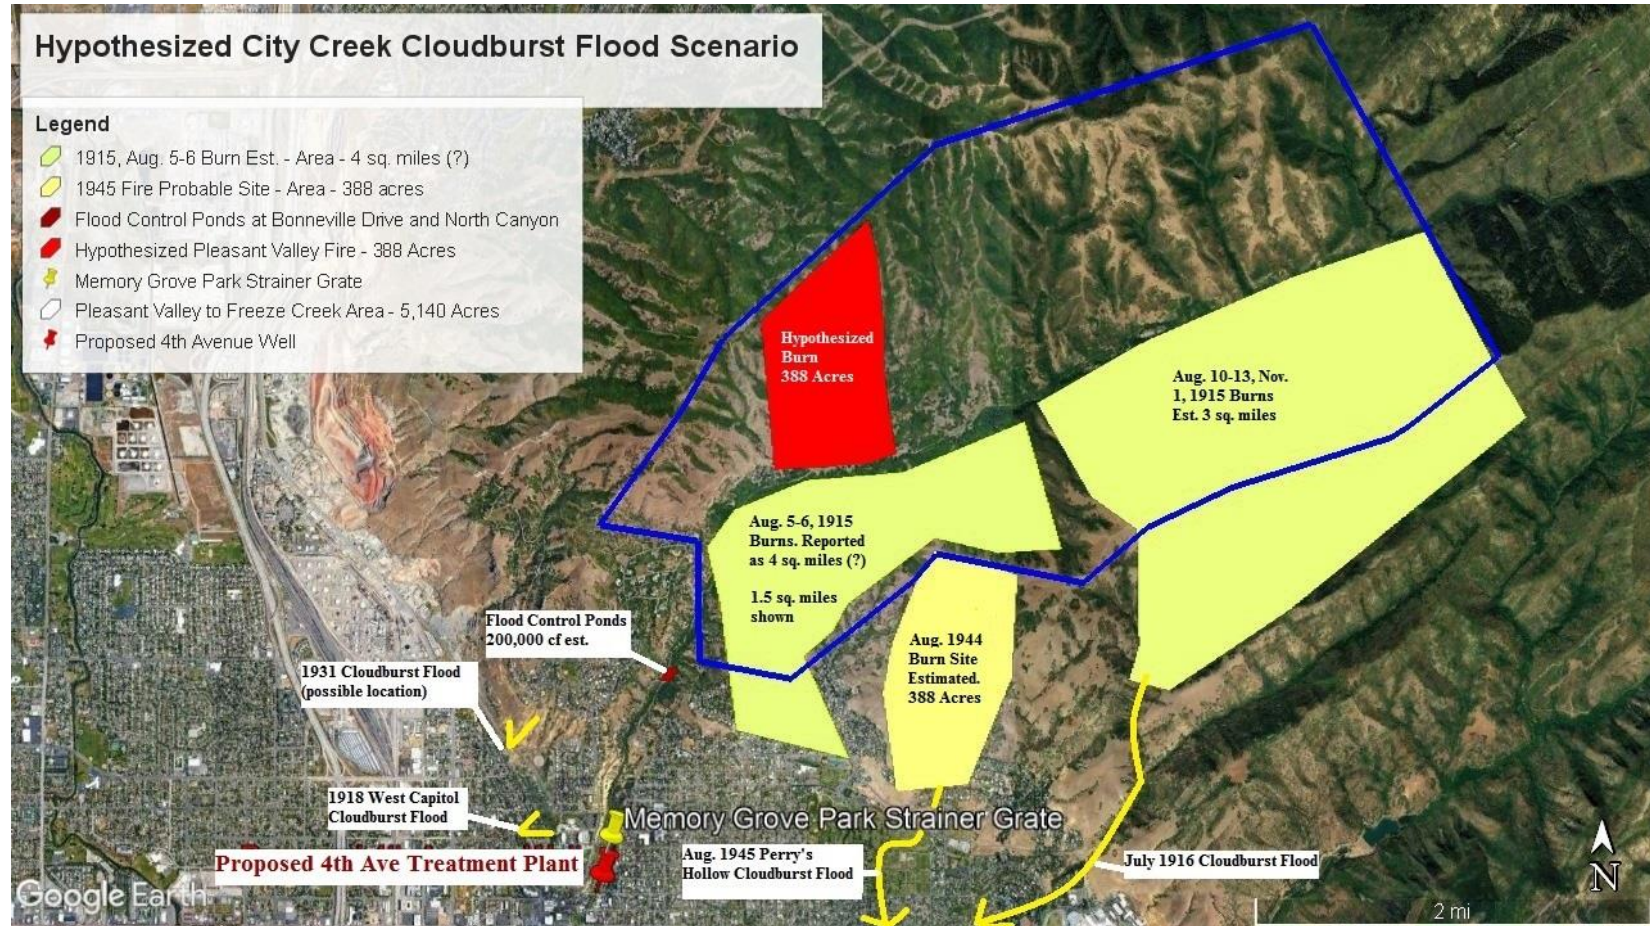 Hypothesized City Creek Cloudburst Flood Scenario
Legend
1915, Aug. 5-6 Burn Est. - Area - 4 sq. miles (?)
1945 Fire Probable Site - Area - 388 acres
Flood Control Ponds at Bonneville Drive and North Canyon
Hypothesized Pleasant Valley Fire - 388 Acres
Memory Grove Park Strainer Grate
Pleasant Valley to Freeze Creek Area - 5,140 Acres
Proposed 4th Avenue Well
Hypothesized
Burn
388 Acres
Aug. 10-13, Nov.
1, 1915 Burns
Est. 3 sq. miles
Aug. 5-6, 1915
Burns. Reported
as 4 sq. miles (?)
1.5 sq. miles
shown
Flood Control Ponds
200,000 cf est.
Aug. 1944
Burn Site
Estimated.
388 Acres
1931 Cloudburst Flood
(possible location)
1918 West Capitol
Cloudburst Flood
Memory Grove Park Strainer Grate
Proposed 4th Ave Treatment Plant
Aug. 1945 Perry's
Hollow Cloudburst Flood
July 1916 Cloudburst Flood
N
Google Earth
2 mi